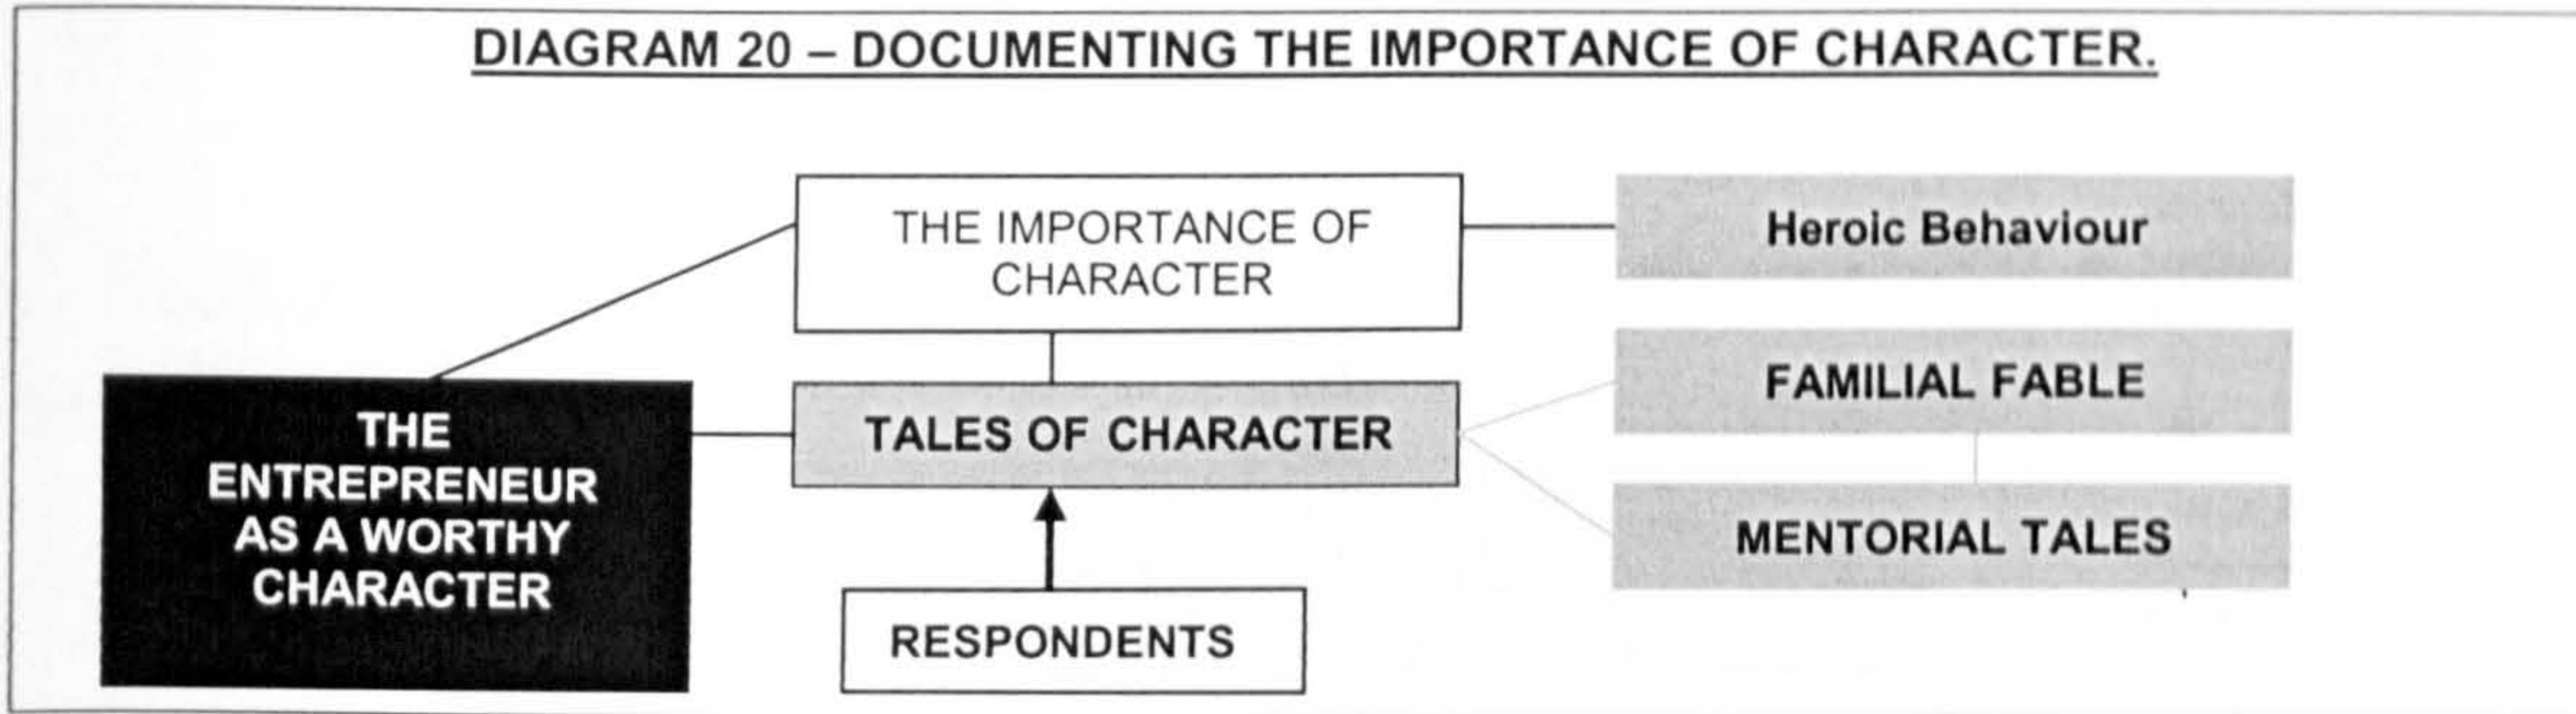 DIAGRAM 20 – DOCUMENTING THE IMPORTANCE OF CHARACTER.
THE IMPORTANCE OF
CHARACTER
Heroic Behaviour
FAMILIAL FABLE
THE
ENTREPRENEUR
AS A WORTHY
CHARACTER
TALES OF CHARACTER
MENTORIAL TALES
RESPONDENTS